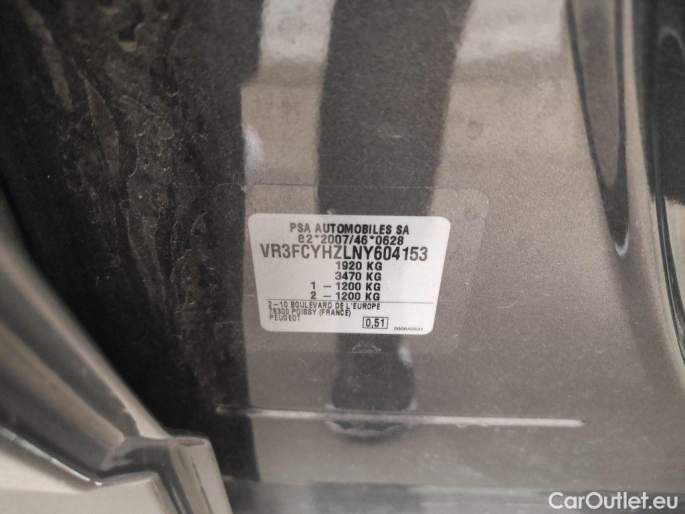 PSA AUTOMOBILES SA
e2*2007/46*0628
VR3FCYHZLNY604153
1920 KG
3470 KG
1 - 1200 KG
2 - 1200 KG
2-10 BOULEVARD DE L'EUROPE
78300 POISSY (FRANCE)
PEUGEOT
0,51
CarOutlet.eu